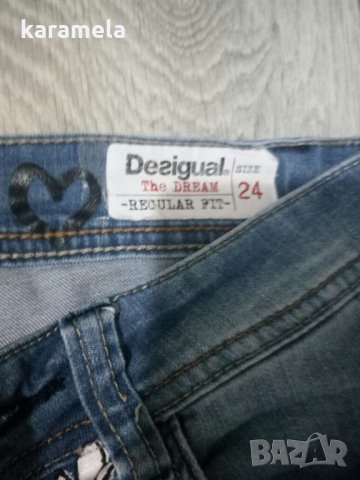 karamela
Desigual.
The DREAM
-REGULAR FIT-
SIZE
24
BAZAR